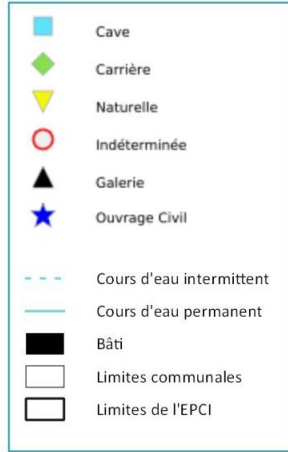 Cave
Carrière
Naturelle
Indéterminée
Galerie
Ouvrage Civil
Cours d'eau intermittent
Cours d'eau permanent
Bâti
Limites communales
Limites de l'EPCI